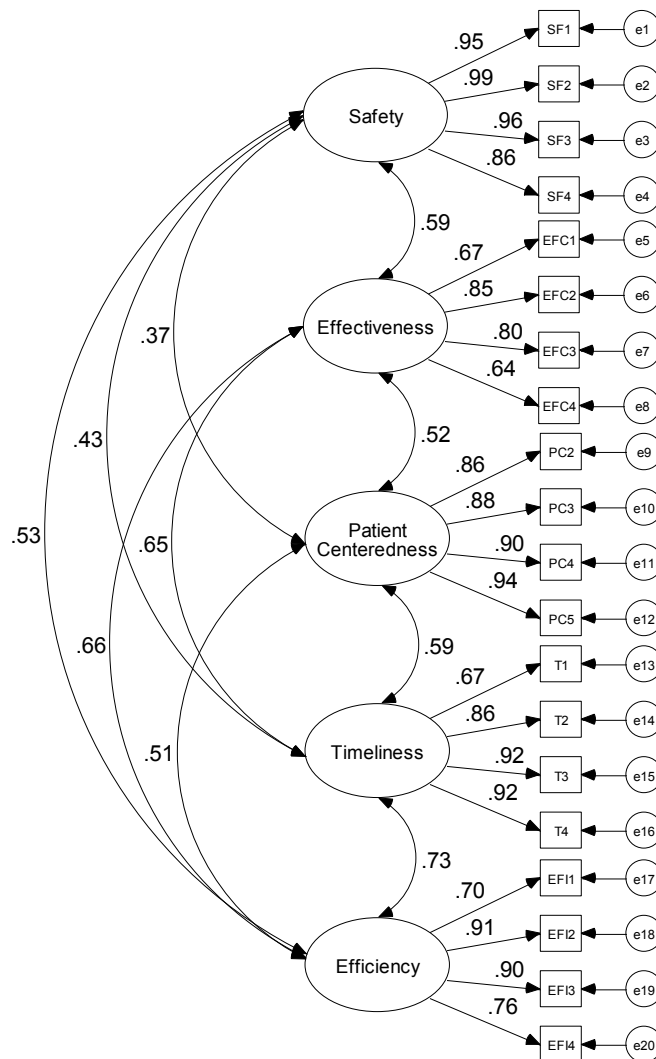 .95
SF1
e1
.99
SF2
e2
Safety
.96
SF3
e3
.86
SF4
e4
.59
.67
EFC1
e5
.85
EFC2
e6
Effectiveness
.80
EFC3
e7
.37
.64
EFC4
e8
.43
.52
.86
PC2
e9
.88
PC3
e10
Patient
Centeredness
.53
.65
.90
PC4
e11
.94
PC5
e12
.66
.59
.67
T1
e13
.86
T2
e14
.51
Timeliness
.92
T3
e15
.92
T4
e16
.73
.70
EFI1
e17
.91
EFI2
e18
Efficiency
.90
EFI3
e19
.76
EFI4
e20